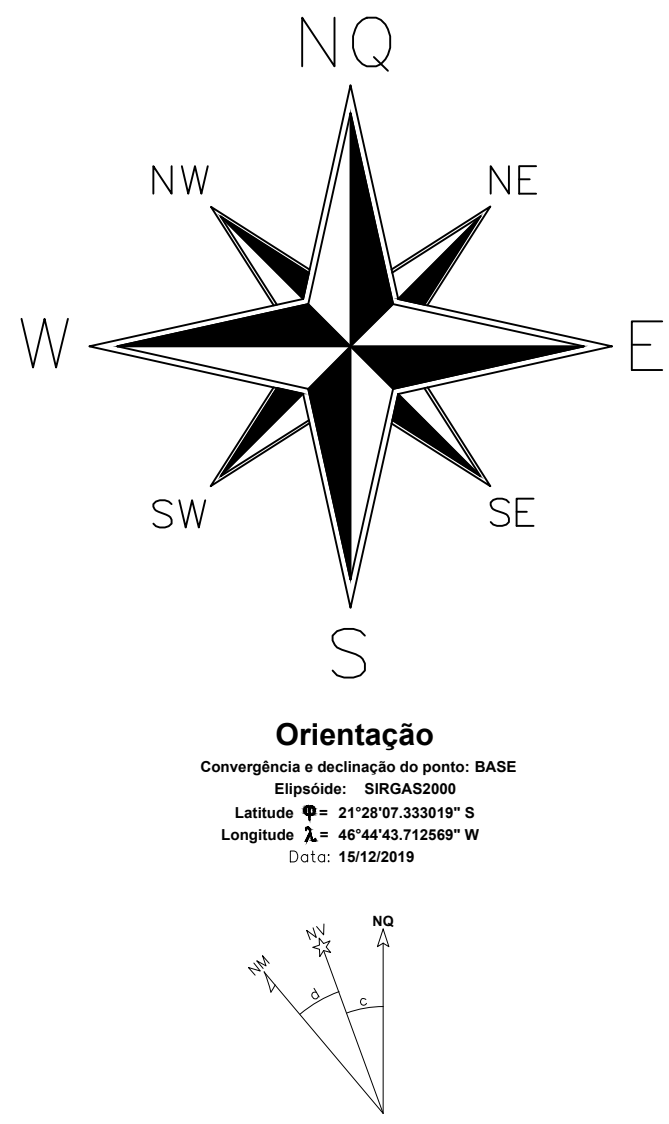 NQ
NW NE
W E
SW SE
S
Orientação
Convergência e declinação do ponto: BASE
Elipsóide: SIRGAS2000
Latitude φ= 21°28'07.333019" S
Longitude λ= 46°44'43.712569" W
Data: 15/12/2019
NQ
NV
NM
d
c